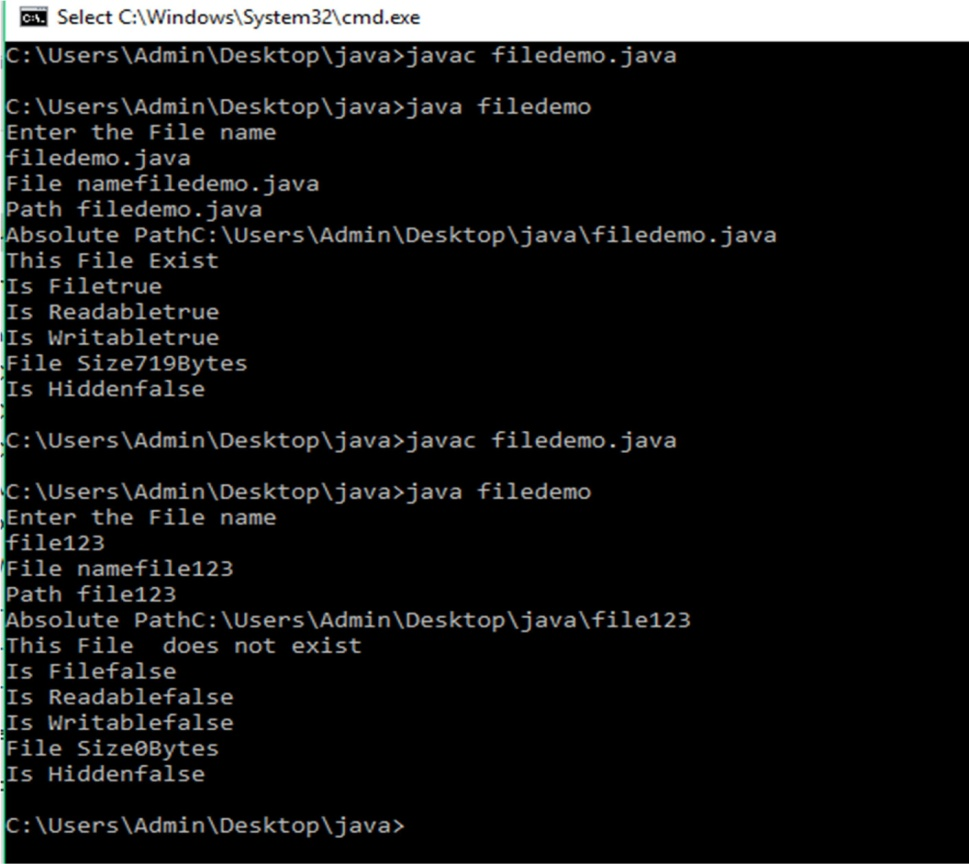 Select C:\Windows\System32\cmd.exe
C:\Users\Admin\Desktop\java>javac filedemo.java
C:\Users\Admin\Desktop\java>java filedemo
Enter the File name
filedemo.java
File namefiledemo.java
Path filedemo.java
Absolute PathC:\Users\Admin\Desktop\java\filedemo.java
This File Exist
Is Filetrue
Is Readabletrue
Is Writabletrue
File Size719Bytes
Is Hiddenfalse
C:\Users\Admin\Desktop\java>javac filedemo.java
C:\Users\Admin\Desktop\java>java filedemo
Enter the File name
file123
File namefile123
Path file123
Absolute PathC:\Users\Admin\Desktop\java\file123
This File  does not exist
Is Filefalse
Is Readablefalse
Is Writablefalse
File Size0Bytes
Is Hiddenfalse
C:\Users\Admin\Desktop\java>